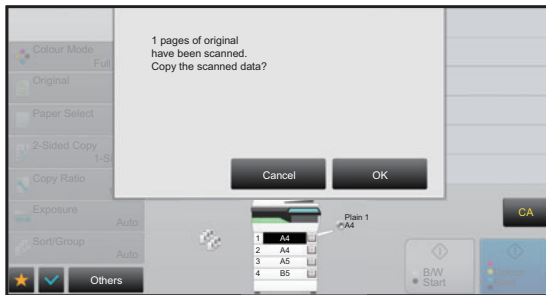 1 pages of original
have been scanned.
Copy the scanned data?
Cancel
OK
Colour Mode
Full
Original
Paper Select
2-Sided Copy
1-Si
Copy Ratio
Exposure
Auto
Sort/Group
Auto
Others
Plain 1
A4
1 A4
2 A4
3 A5
4 B5
CA
B/W
Start
Start